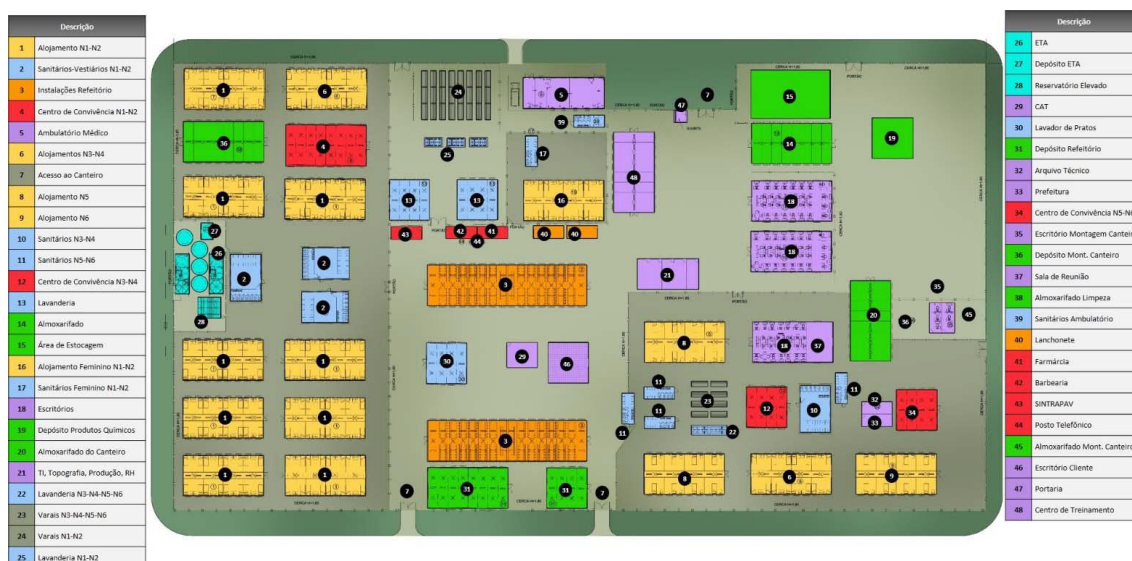 Descrição
1 Alojamento N1-N2
2 Sanitários-Vestiários N1-N2
3 Instalações Refeitório
4 Centro de Convivência N1-N2
5 Ambulatório Médico
6 Alojamentos N3-N4
7 Acesso ao Canteiro
8 Alojamento N5
9 Alojamento N6
10 Sanitários N3-N4
11 Sanitários N5-N6
12 Centro de Convivência N3-N4
13 Lavanderia
14 Almoxarifado
15 Área de Estocagem
16 Alojamento Feminino N1-N2
17 Sanitários Feminino N1-N2
18 Escritórios
19 Depósito Produtos Químicos
20 Almoxarifado do Canteiro
21 TI, Topografia, Produção, RH
22 Lavanderia N3-N4-N5-N6
23 Varais N3-N4-N5-N6
24 Varais N1-N2
25 Lavanderia N1-N2
Descrição
26 ETA
27 Depósito ETA
28 Reservatório Elevado
29 CAT
30 Lavador de Pratos
31 Depósito Refeitório
32 Arquivo Técnico
33 Prefeitura
34 Centro de Convivência N5-N6
35 Escritório Montagem Canteiro
36 Depósito Mont. Canteiro
37 Sala de Reunião
38 Almoxarifado Limpeza
39 Sanitários Ambulatório
40 Lanchonete
41 Farmárcia
42 Barbearia
43 SINTRAPAV
44 Posto Telefônico
45 Almoxarifado Mont. Canteiro
46 Escritório Cliente
47 Portaria
48 Centro de Treinamento